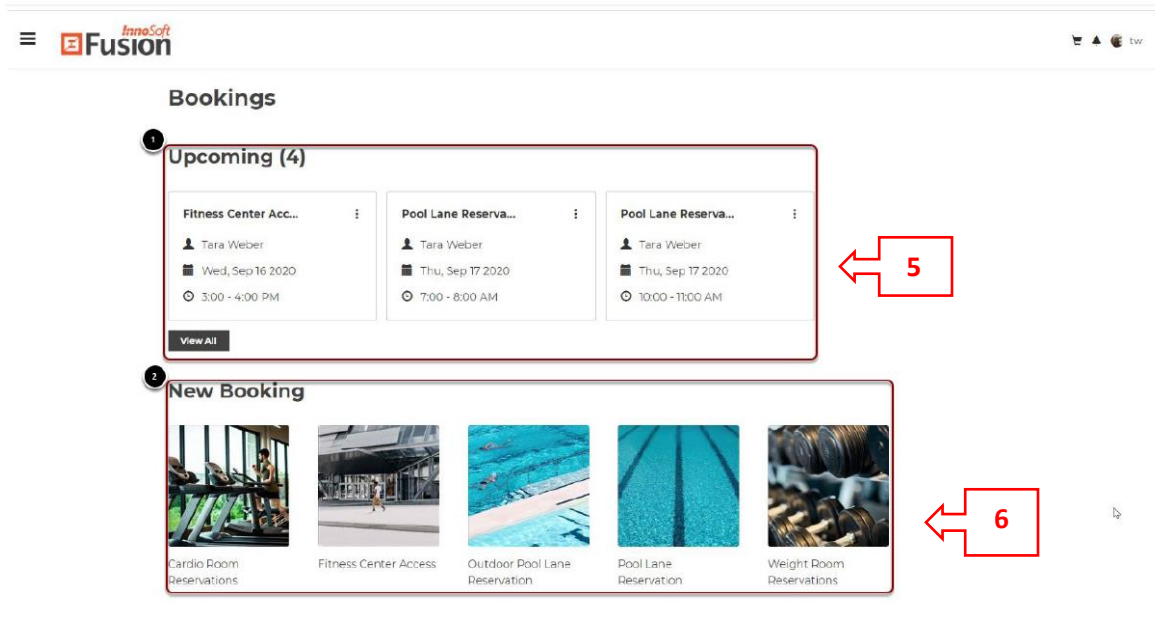 InnoSoft
Fusion
tw
Bookings
1
Upcoming (4)
Fitness Center Acc...
Pool Lane Reserva...
Pool Lane Reserva...
Tara Weber
Tara Weber
Tara Weber
Wed, Sep 16 2020
Thu, Sep 17 2020
Thu, Sep 17 2020
5
3:00 - 4:00 PM
7:00 - 8:00 AM
10:00 - 11:00 AM
View All
2
New Booking
6
Cardio Room
Reservations
Fitness Center Access
Outdoor Pool Lane
Reservation
Pool Lane
Reservation
Weight Room
Reservations